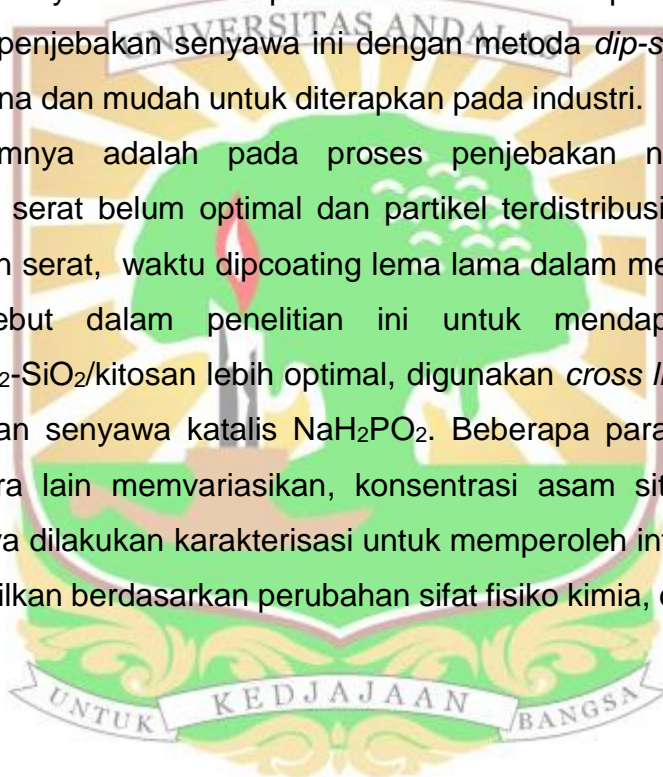 UNIVERSITAS ANDALAS
penjebakan senyawa ini dengan metoda dip-s
na dan mudah untuk diterapkan pada industri.
mnya adalah pada proses penjebakan n
serat belum optimal dan partikel terdistribusi
n serat, waktu dipcoating lema lama dalam me
ebut dalam penelitian ini untuk mendap
2-SiO2/kitosan lebih optimal, digunakan cross l
an senyawa katalis NaH2PO2. Beberapa para
ra lain memvariasikan, konsentrasi asam sit
ya dilakukan karakterisasi untuk memperoleh in
ilkan berdasarkan perubahan sifat fisiko kimia,
UNTUK KEDJAJAAN BANGSA